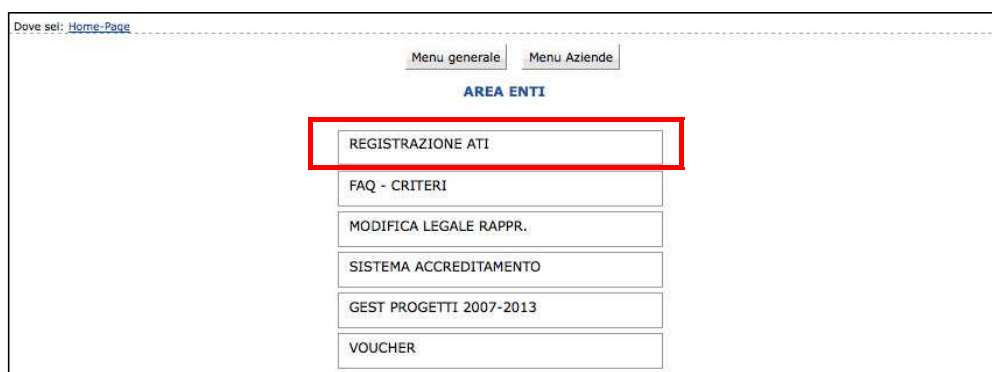 Dove sei: Home-Page
Menu generale Menu Aziende
AREA ENTI
REGISTRAZIONE ATI
FAQ - CRITERI
MODIFICA LEGALE RAPPR.
SISTEMA ACCREDITAMENTO
GEST PROGETTI 2007-2013
VOUCHER